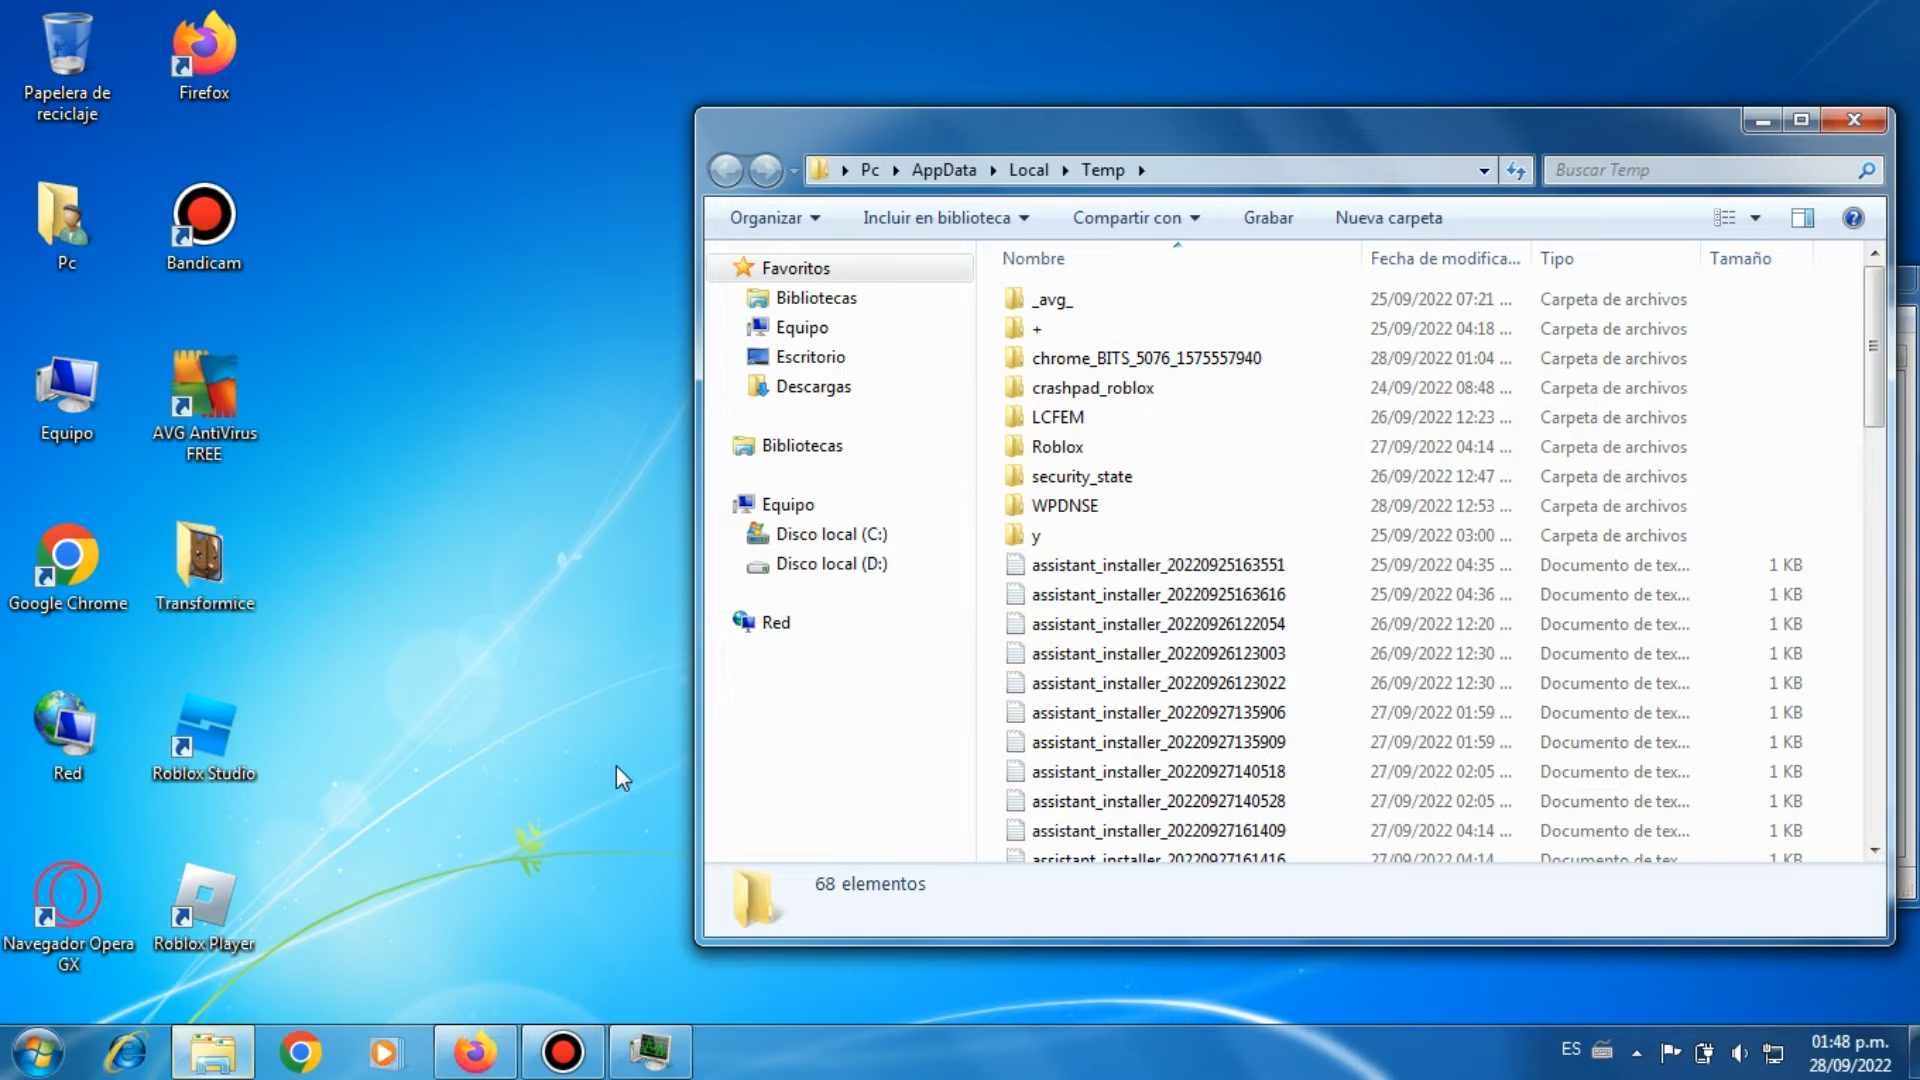 Papelera de
reciclaje
Firefox
Pc
Bandicam
Equipo
AVG AntiVirus
FREE
Google Chrome
Transformice
Red
Roblox Studio
Navegador Opera
GX
Roblox Player
Pc AppData Local Temp
Buscar Temp
Organizar Incluir en biblioteca Compartir con Grabar Nueva carpeta
Favoritos
Bibliotecas
Equipo
Escritorio
Descargas
Bibliotecas
Equipo
Disco local (C:)
Disco local (D:)
Red
Nombre Fecha de modifica... Tipo Tamaño
_avg_ 25/09/2022 07:21 ... Carpeta de archivos
+ 25/09/2022 04:18 ... Carpeta de archivos
chrome_BITS_5076_1575557940 28/09/2022 01:04 ... Carpeta de archivos
crashpad_roblox 24/09/2022 08:48 ... Carpeta de archivos
LCFEM 26/09/2022 12:23 ... Carpeta de archivos
Roblox 27/09/2022 04:14 ... Carpeta de archivos
security_state 26/09/2022 12:47 ... Carpeta de archivos
WPDNSE 28/09/2022 12:53 ... Carpeta de archivos
y 25/09/2022 03:00 ... Carpeta de archivos
assistant_installer_20220925163551 25/09/2022 04:35 ... Documento de tex... 1 KB
assistant_installer_20220925163616 25/09/2022 04:36 ... Documento de tex... 1 KB
assistant_installer_20220926122054 26/09/2022 12:20 ... Documento de tex... 1 KB
assistant_installer_20220926123003 26/09/2022 12:30 ... Documento de tex... 1 KB
assistant_installer_20220926123022 26/09/2022 12:30 ... Documento de tex... 1 KB
assistant_installer_20220927135906 27/09/2022 01:59 ... Documento de tex... 1 KB
assistant_installer_20220927135909 27/09/2022 01:59 ... Documento de tex... 1 KB
assistant_installer_20220927140518 27/09/2022 02:05 ... Documento de tex... 1 KB
assistant_installer_20220927140528 27/09/2022 02:05 ... Documento de tex... 1 KB
assistant_installer_20220927161409 27/09/2022 04:14 ... Documento de tex... 1 KB
assistant_installer_20220927161416 27/09/2022 04:14 ... Documento de tex... 1 KB
68 elementos
ES
01:48 p.m.
28/09/2022